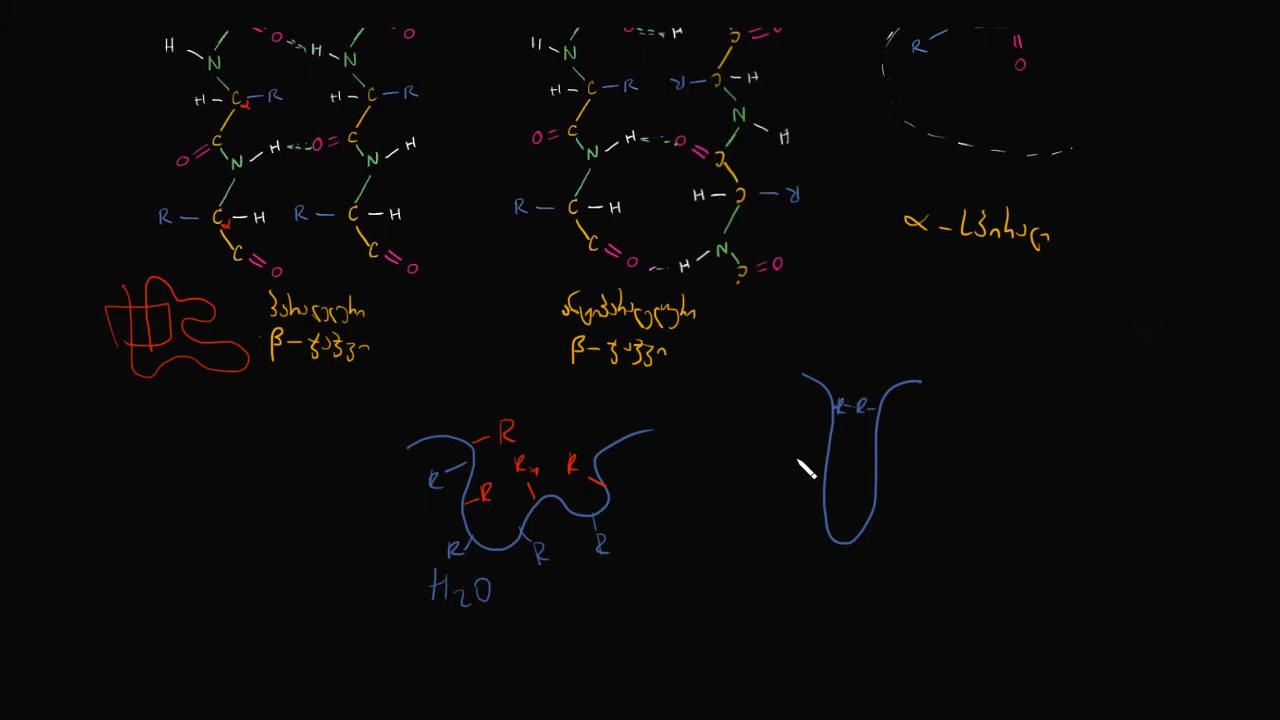 O H O
H N H N
H C α R H C R
C O H O C H
O N N
R C α H R C H
C O C O
პარალელური
β - ფურცელი
O H C O
H N R C H
H C R N H
O C N H O C
R C H H C R
C O H N
C O
ანტიპარალელური
β - ფურცელი
R O
α - სპირალი
R
R R R
R
R R R
H₂O
R R